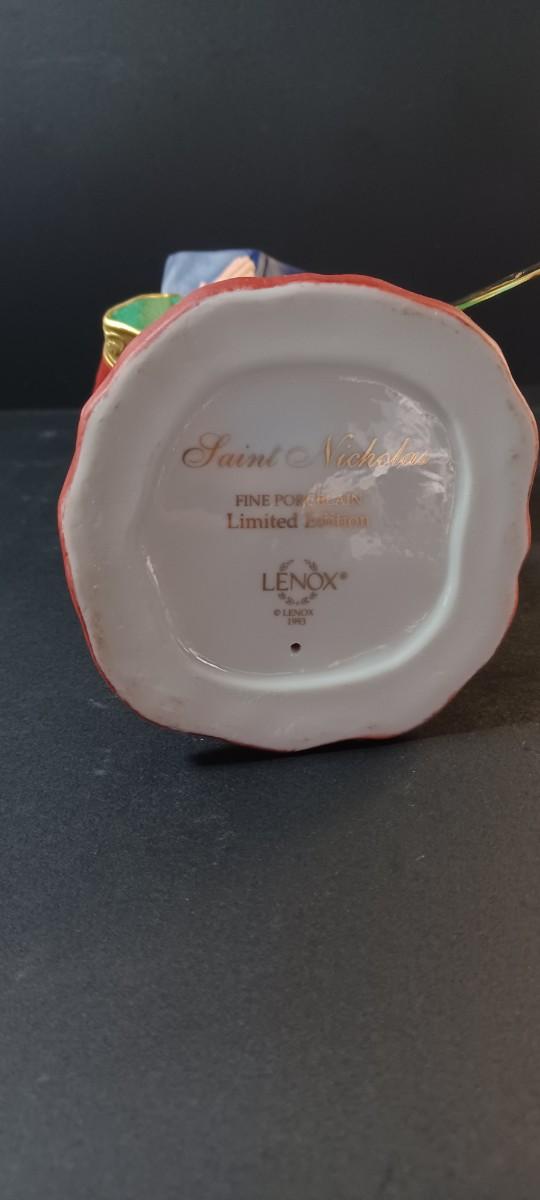 Saint Nicholas
FINE PORCELAIN
Limited Edition
LENOX®
© LENOX
1993